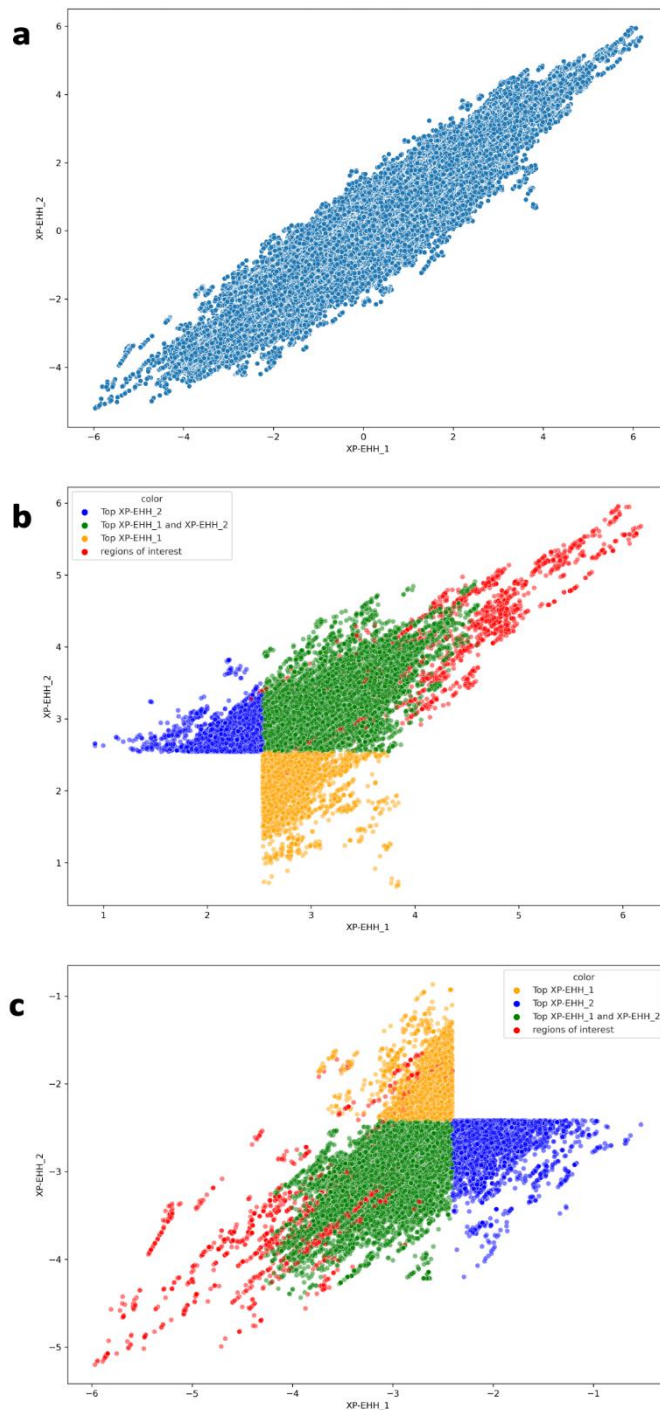 a
6
4
2
0
−2
−4
XP-EHH_2
−6
−4
−2
0
2
4
6
XP-EHH_1
b
color
Top XP-EHH_2
Top XP-EHH_1 and XP-EHH_2
Top XP-EHH_1
regions of interest
6
5
4
3
2
1
XP-EHH_2
1
2
3
4
5
6
XP-EHH_1
c
color
Top XP-EHH_1
Top XP-EHH_2
Top XP-EHH_1 and XP-EHH_2
regions of interest
−1
−2
−3
−4
−5
XP-EHH_2
−6
−5
−4
−3
−2
−1
XP-EHH_1